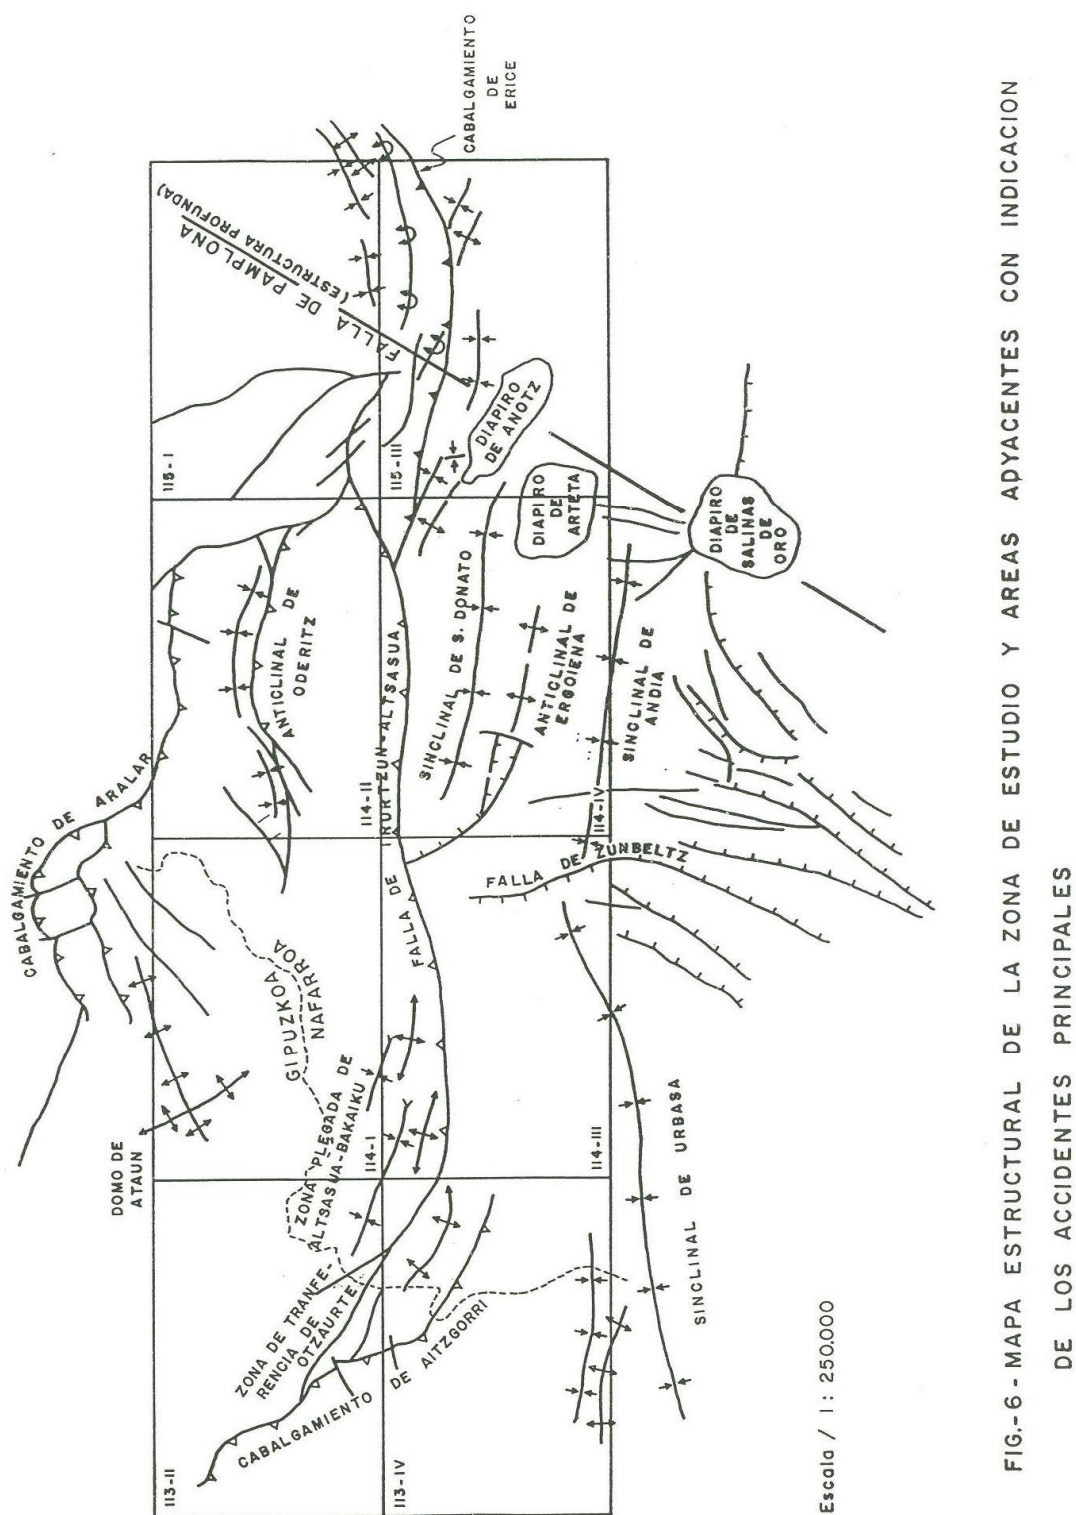 CABALGAMIENTO DE ARALAR
DOMO DE
ATAUN
GIPUZKOA
NAFARROA
ZONA PLEGADA DE
ALTSASUA-BAKAIKU
ZONA DE TRANFE-
RENCIA DE
OTZAURTE
CABALGAMIENTO DE AITZGORRI
113-II
113-IV
114-I
114-III
114-II
114-IV
115-I
115-III
ANTICLINAL DE
ODERITZ
FALLA DE IRURTZUN-ALTSASUA
FALLA DE PAMPLONA
(ESTRUCTURA PROFUNDA)
CABALGAMIENTO
DE
ERICE
DIAPIRO
DE ANOTZ
DIAPIRO
DE
ARTETA
DIAPIRO
DE
SALINAS
DE
ORO
SINCLINAL DE S. DONATO
ANTICLINAL DE
ERGOIENA
SINCLINAL DE
ANDIA
FALLA DE ZUNBELTZ
SINCLINAL DE URBASA
Escala / 1: 250.000
FIG.-6-MAPA ESTRUCTURAL DE LA ZONA DE ESTUDIO Y AREAS ADYACENTES CON INDICACION
DE LOS ACCIDENTES PRINCIPALES